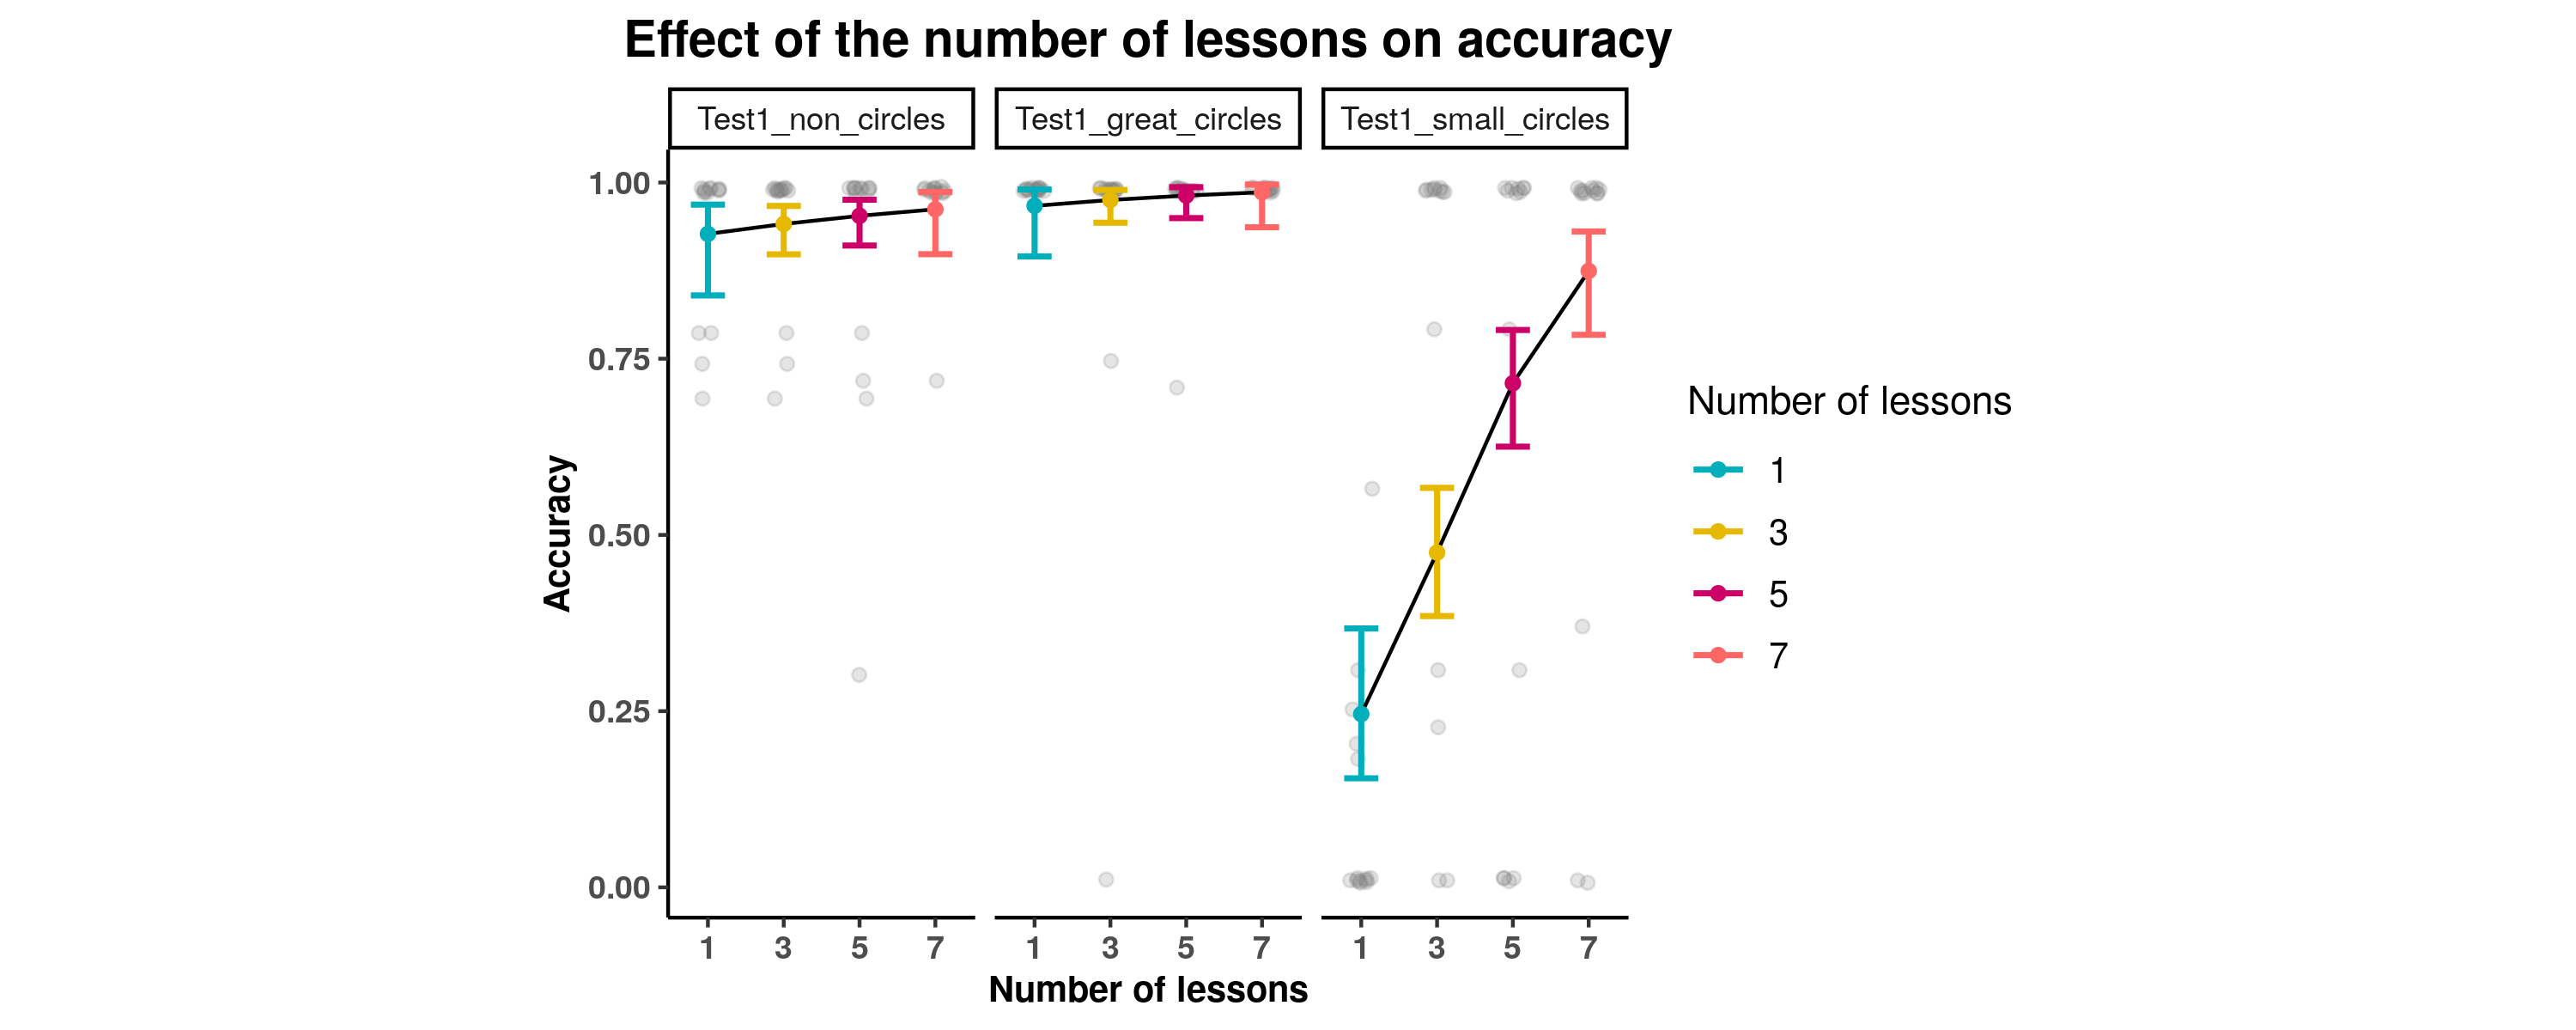 Effect of the number of lessons on accuracy
Test1_non_circles
Test1_great_circles
Test1_small_circles
1.00
0.75
0.50
0.25
0.00
Accuracy
1 3 5 7
1 3 5 7
1 3 5 7
Number of lessons
Number of lessons
1
3
5
7